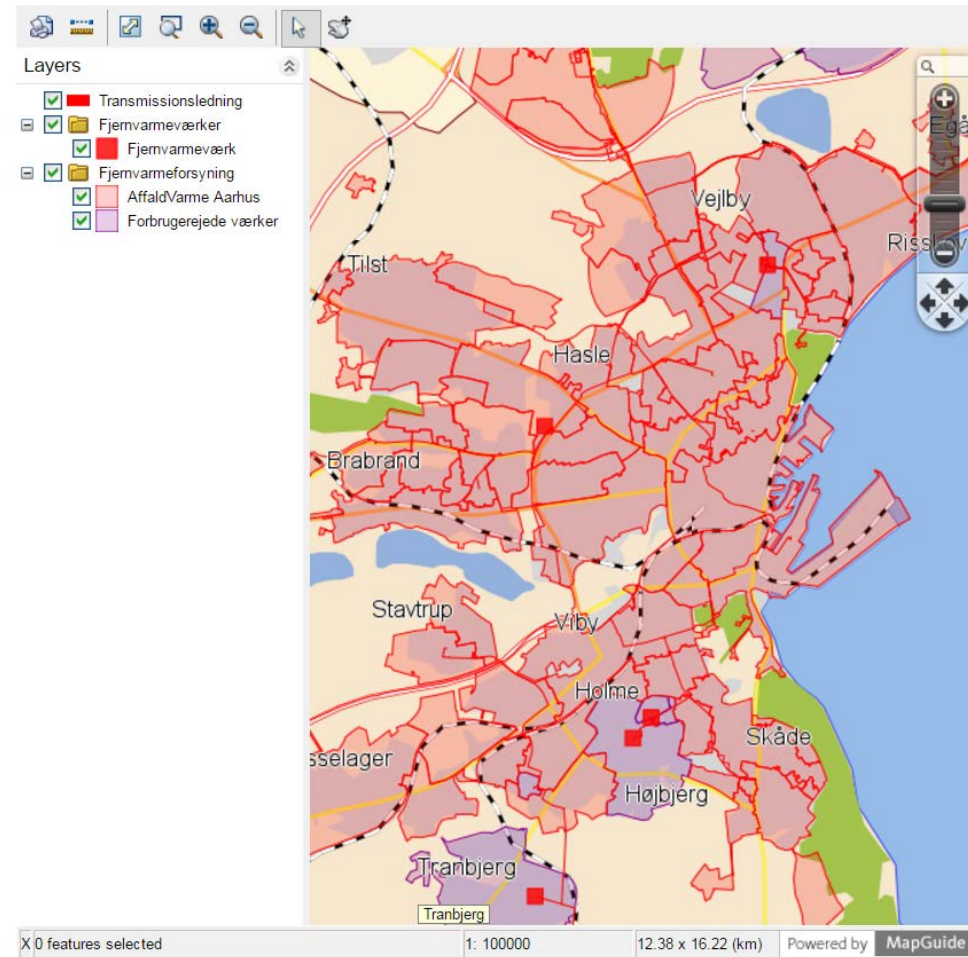 Layers
Transmissionsledning
Fjernvarmeværker
Fjernvarmeværk
Fjernvarmeforsyning
AffaldVarme Aarhus
Forbrugerejede værker
Vejlby
Tilst
Hasle
Brabrand
Stavtrup
Viby
Holme
Skåde
sselager
Højbjerg
Tranbjerg
Tranbjerg
X 0 features selected
1: 100000
12.38 x 16.22 (km)
Powered by MapGuide